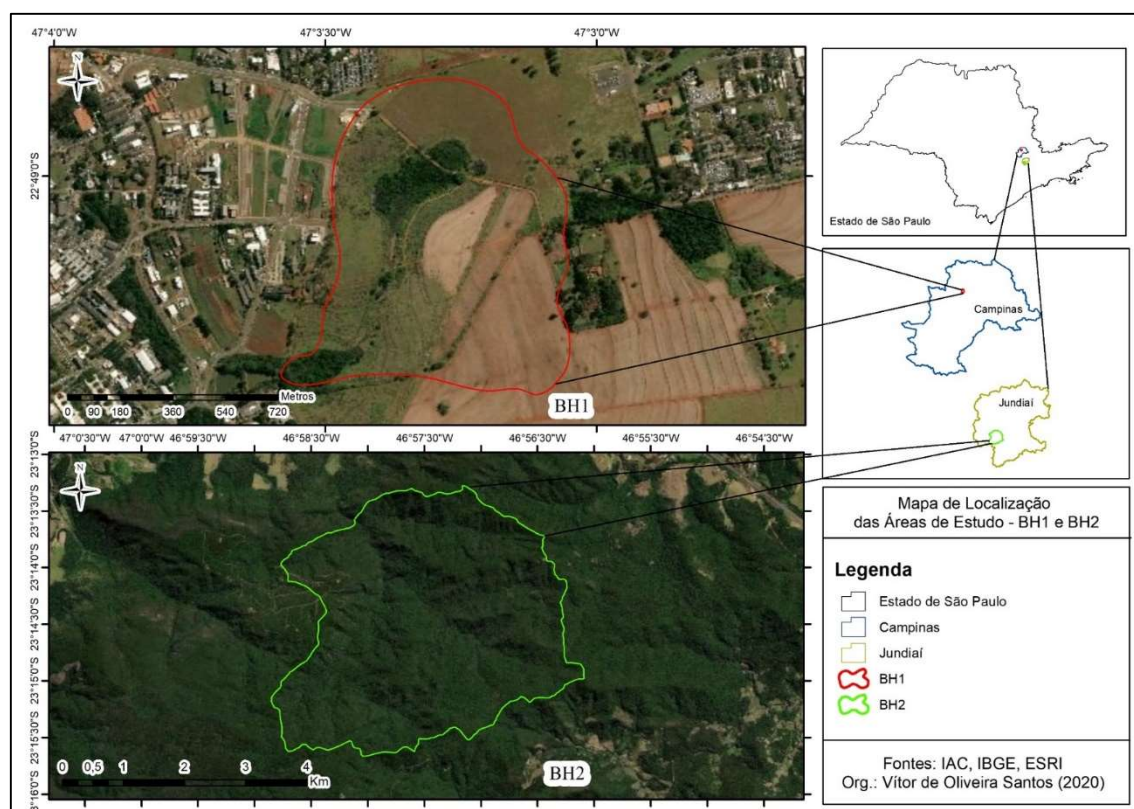 47°4'0"W 47°3'30"W 47°3'0"W
N
22°49'0"S
Metros
0 90 180 360 540 720
BH1
Estado de São Paulo
Campinas
Jundiaí
47°0'30"W 47°0'0"W 46°59'30"W 46°58'30"W 46°57'30"W 46°56'30"W 46°55'30"W 46°54'30"W
23°13'0"S
23°13'30"S
23°14'0"S
23°14'30"S
23°15'0"S
23°15'30"S
23°16'0"S
N
0 0,5 1 2 3 4
Km
BH2
Mapa de Localização
das Áreas de Estudo - BH1 e BH2
Legenda
Estado de São Paulo
Campinas
Jundiaí
BH1
BH2
Fontes: IAC, IBGE, ESRI
Org.: Vítor de Oliveira Santos (2020)